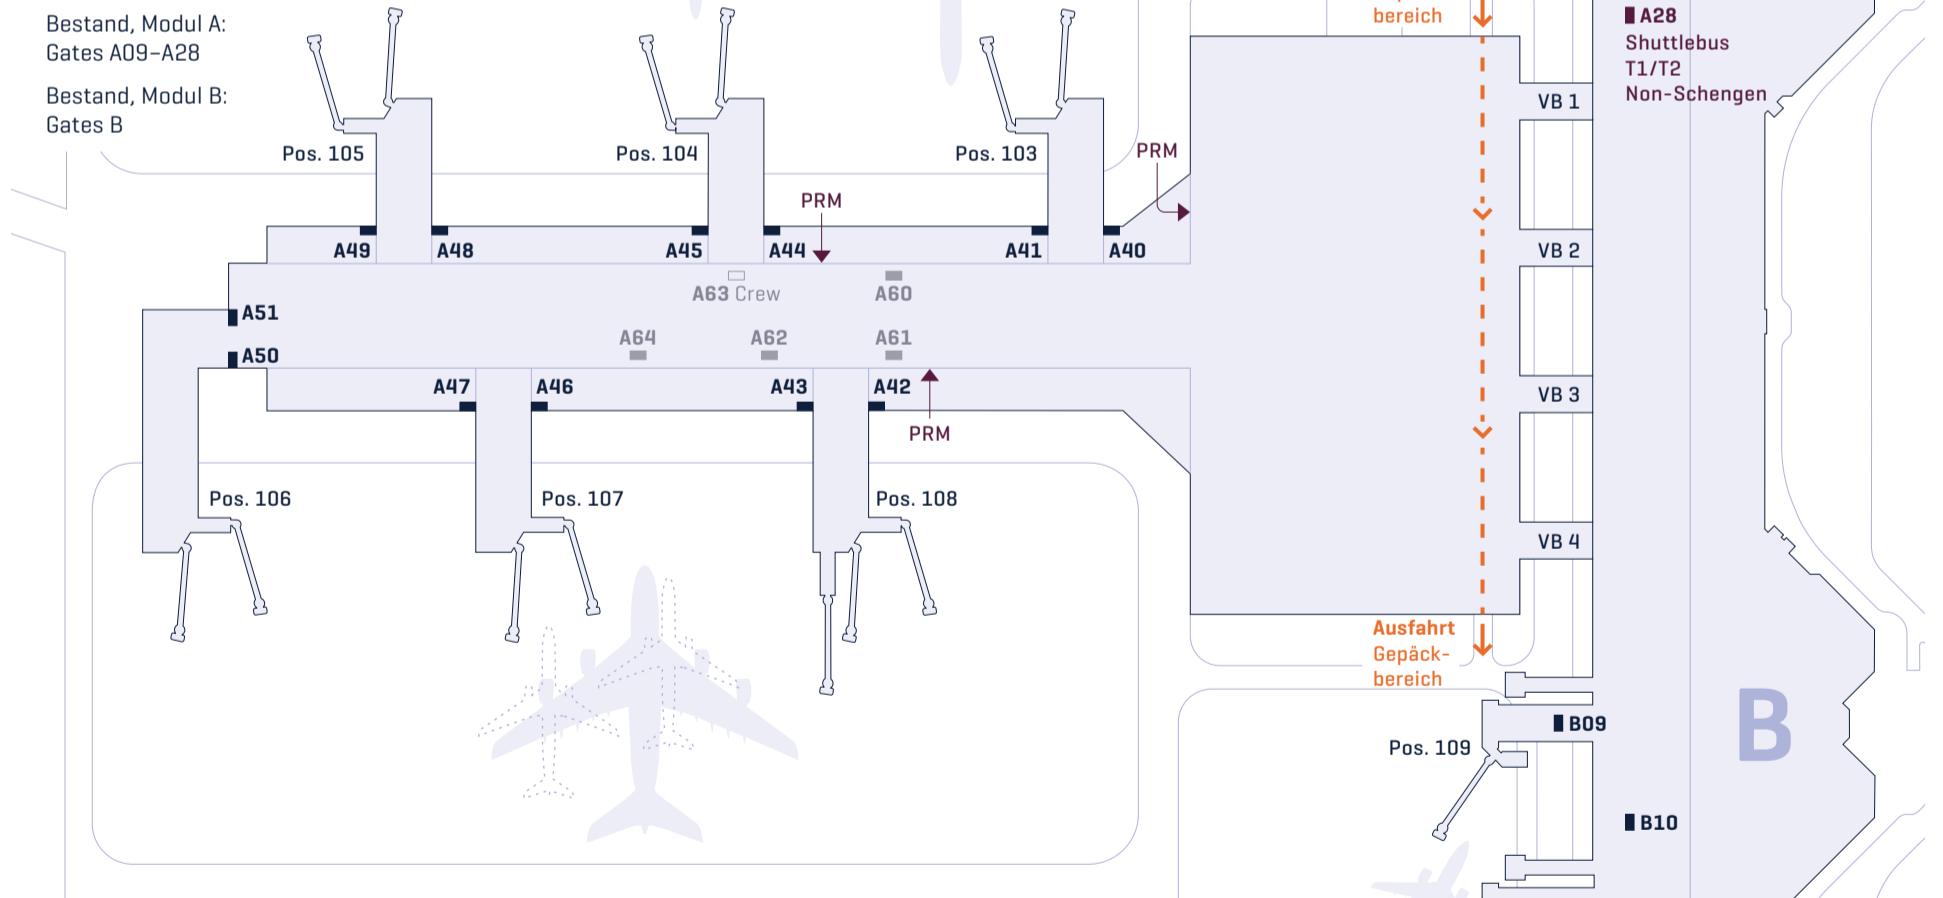 Bestand, Modul A:
Gates A09–A28
Bestand, Modul B:
Gates B
bereich
A28
Shuttlebus
T1/T2
Non-Schengen
VB 1
Pos. 105
Pos. 104
Pos. 103
PRM
PRM
A49
A48
A45
A44
A41
A40
VB 2
A63 Crew
A60
A51
A64
A62
A61
A50
A47
A46
A43
A42
VB 3
PRM
Pos. 106
Pos. 107
Pos. 108
VB 4
Ausfahrt
Gepäck-
bereich
B09
B
Pos. 109
B10